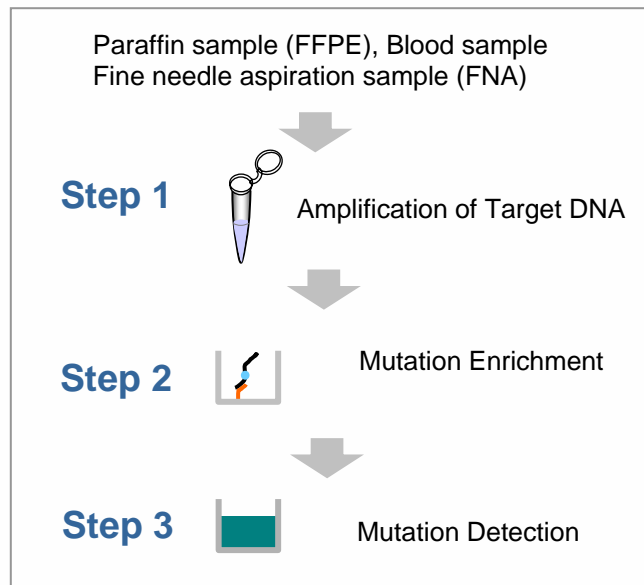 Paraffin sample (FFPE), Blood sample
Fine needle aspiration sample (FNA)
Step 1
Amplification of Target DNA
Step 2
Mutation Enrichment
Step 3
Mutation Detection